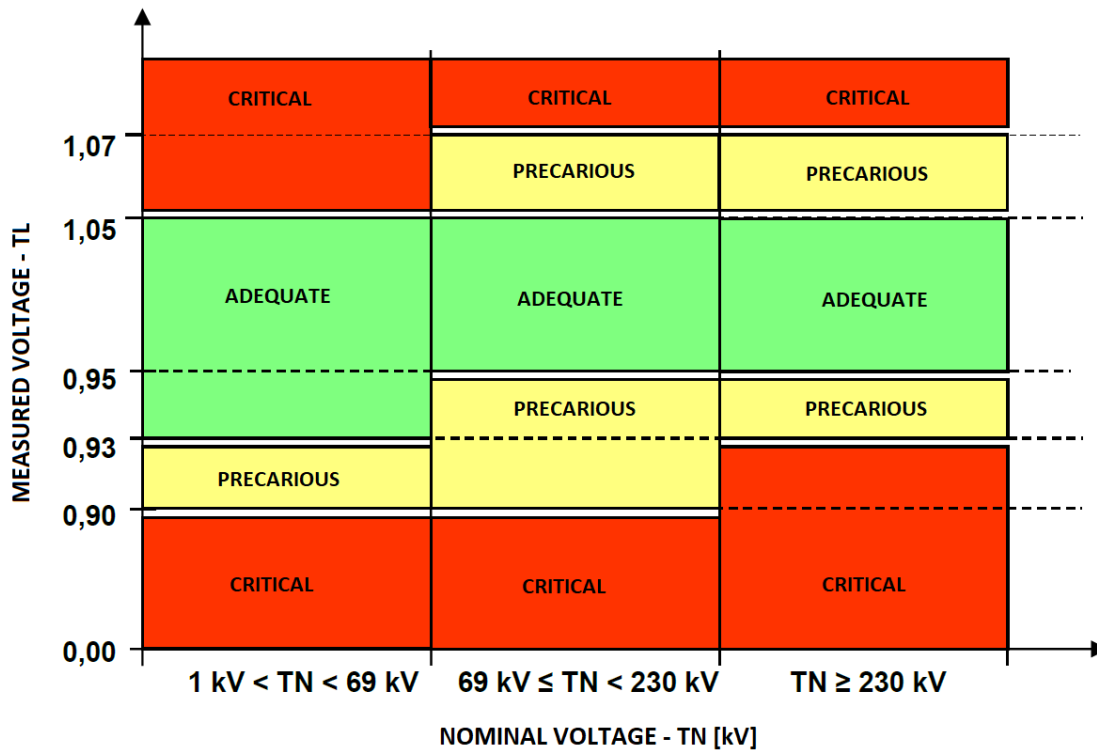 CRITICAL CRITICAL CRITICAL
1,07
PRECARIOUS PRECARIOUS
1,05
ADEQUATE ADEQUATE ADEQUATE
0,95
PRECARIOUS PRECARIOUS
0,93
PRECARIOUS
0,90
CRITICAL CRITICAL CRITICAL
0,00
1 kV < TN < 69 kV 69 kV ≤ TN < 230 kV TN ≥ 230 kV
NOMINAL VOLTAGE - TN [kV]
MEASURED VOLTAGE - TL